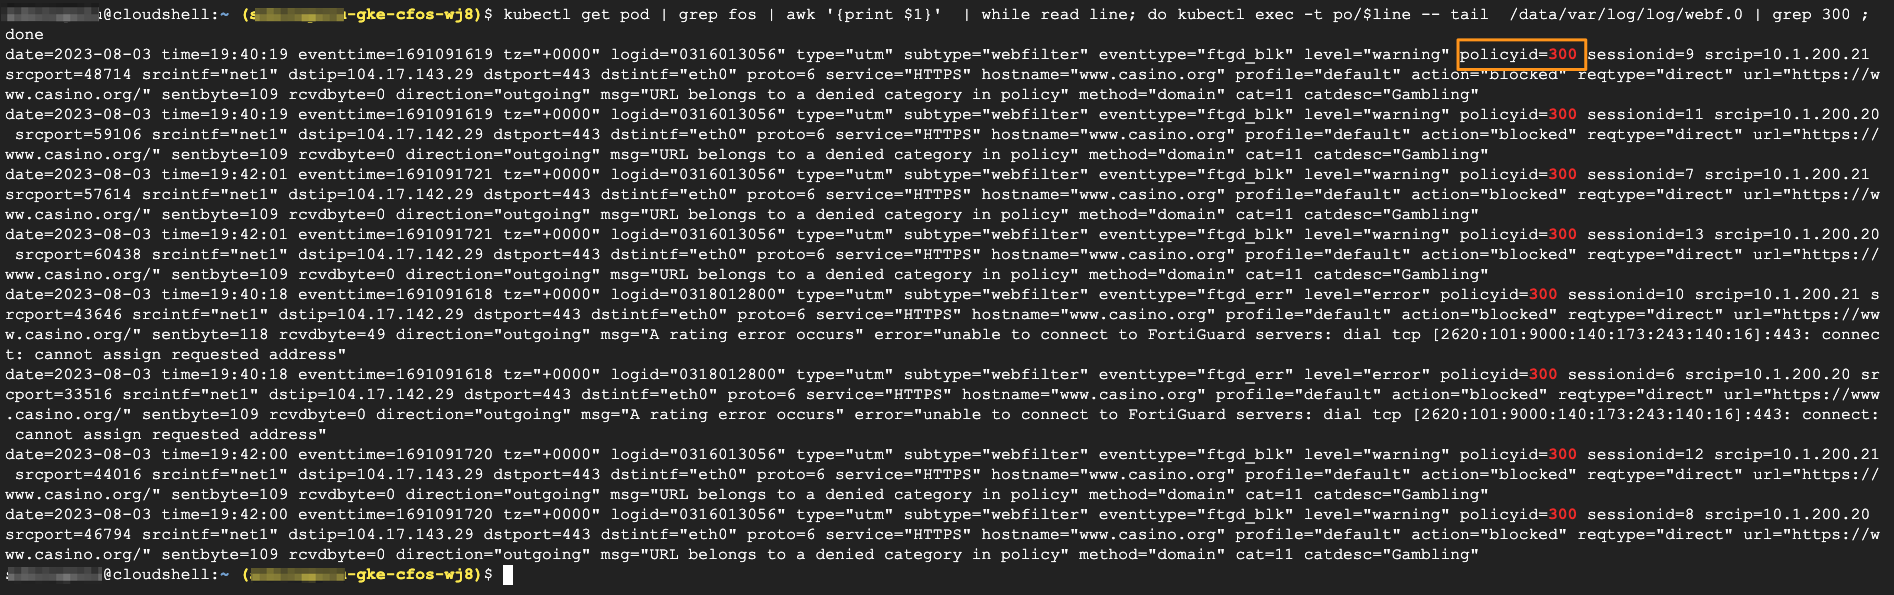 @cloudshell:~ (-gke-cfos-wj8)$ kubectl get pod | grep fos | awk '{print $1}'  | while read line; do kubectl exec -t po/$line -- tail  /data/var/log/log/webf.0 | grep 300 ;
done
date=2023-08-03 time=19:40:19 eventtime=1691091619 tz="+0000" logid="0316013056" type="utm" subtype="webfilter" eventtype="ftgd_blk" level="warning" policyid=300 sessionid=9 srcip=10.1.200.21
srcport=48714 srcintf="net1" dstip=104.17.143.29 dstport=443 dstintf="eth0" proto=6 service="HTTPS" hostname="www.casino.org" profile="default" action="blocked" reqtype="direct" url="https://w
ww.casino.org/" sentbyte=109 rcvdbyte=0 direction="outgoing" msg="URL belongs to a denied category in policy" method="domain" cat=11 catdesc="Gambling"
date=2023-08-03 time=19:40:19 eventtime=1691091619 tz="+0000" logid="0316013056" type="utm" subtype="webfilter" eventtype="ftgd_blk" level="warning" policyid=300 sessionid=11 srcip=10.1.200.20
 srcport=59106 srcintf="net1" dstip=104.17.142.29 dstport=443 dstintf="eth0" proto=6 service="HTTPS" hostname="www.casino.org" profile="default" action="blocked" reqtype="direct" url="https://
www.casino.org/" sentbyte=109 rcvdbyte=0 direction="outgoing" msg="URL belongs to a denied category in policy" method="domain" cat=11 catdesc="Gambling"
date=2023-08-03 time=19:42:01 eventtime=1691091721 tz="+0000" logid="0316013056" type="utm" subtype="webfilter" eventtype="ftgd_blk" level="warning" policyid=300 sessionid=7 srcip=10.1.200.21
srcport=57614 srcintf="net1" dstip=104.17.142.29 dstport=443 dstintf="eth0" proto=6 service="HTTPS" hostname="www.casino.org" profile="default" action="blocked" reqtype="direct" url="https://w
ww.casino.org/" sentbyte=109 rcvdbyte=0 direction="outgoing" msg="URL belongs to a denied category in policy" method="domain" cat=11 catdesc="Gambling"
date=2023-08-03 time=19:42:01 eventtime=1691091721 tz="+0000" logid="0316013056" type="utm" subtype="webfilter" eventtype="ftgd_blk" level="warning" policyid=300 sessionid=13 srcip=10.1.200.20
 srcport=60438 srcintf="net1" dstip=104.17.142.29 dstport=443 dstintf="eth0" proto=6 service="HTTPS" hostname="www.casino.org" profile="default" action="blocked" reqtype="direct" url="https://
www.casino.org/" sentbyte=109 rcvdbyte=0 direction="outgoing" msg="URL belongs to a denied category in policy" method="domain" cat=11 catdesc="Gambling"
date=2023-08-03 time=19:40:18 eventtime=1691091618 tz="+0000" logid="0318012800" type="utm" subtype="webfilter" eventtype="ftgd_err" level="error" policyid=300 sessionid=10 srcip=10.1.200.21 s
rcport=43646 srcintf="net1" dstip=104.17.142.29 dstport=443 dstintf="eth0" proto=6 service="HTTPS" hostname="www.casino.org" profile="default" action="blocked" reqtype="direct" url="https://ww
w.casino.org/" sentbyte=118 rcvdbyte=49 direction="outgoing" msg="A rating error occurs" error="unable to connect to FortiGuard servers: dial tcp [2620:101:9000:140:173:243:140:16]:443: connec
t: cannot assign requested address"
date=2023-08-03 time=19:40:18 eventtime=1691091618 tz="+0000" logid="0318012800" type="utm" subtype="webfilter" eventtype="ftgd_err" level="error" policyid=300 sessionid=6 srcip=10.1.200.20 sr
cport=33516 srcintf="net1" dstip=104.17.142.29 dstport=443 dstintf="eth0" proto=6 service="HTTPS" hostname="www.casino.org" profile="default" action="blocked" reqtype="direct" url="https://www
.casino.org/" sentbyte=109 rcvdbyte=0 direction="outgoing" msg="A rating error occurs" error="unable to connect to FortiGuard servers: dial tcp [2620:101:9000:140:173:243:140:16]:443: connect:
 cannot assign requested address"
date=2023-08-03 time=19:42:00 eventtime=1691091720 tz="+0000" logid="0316013056" type="utm" subtype="webfilter" eventtype="ftgd_blk" level="warning" policyid=300 sessionid=12 srcip=10.1.200.21
 srcport=44016 srcintf="net1" dstip=104.17.143.29 dstport=443 dstintf="eth0" proto=6 service="HTTPS" hostname="www.casino.org" profile="default" action="blocked" reqtype="direct" url="https://
www.casino.org/" sentbyte=109 rcvdbyte=0 direction="outgoing" msg="URL belongs to a denied category in policy" method="domain" cat=11 catdesc="Gambling"
date=2023-08-03 time=19:42:00 eventtime=1691091720 tz="+0000" logid="0316013056" type="utm" subtype="webfilter" eventtype="ftgd_blk" level="warning" policyid=300 sessionid=8 srcip=10.1.200.20
srcport=46794 srcintf="net1" dstip=104.17.143.29 dstport=443 dstintf="eth0" proto=6 service="HTTPS" hostname="www.casino.org" profile="default" action="blocked" reqtype="direct" url="https://w
ww.casino.org/" sentbyte=109 rcvdbyte=0 direction="outgoing" msg="URL belongs to a denied category in policy" method="domain" cat=11 catdesc="Gambling"
@cloudshell:~ (-gke-cfos-wj8)$